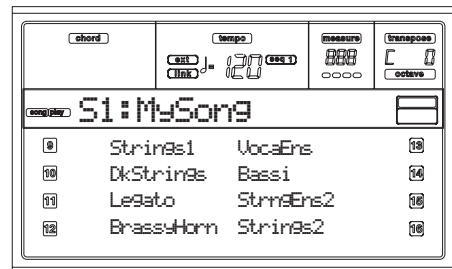 chord tempo measure transpose
ext ♩= 120 seq 1 888 C 0
link octave
song play S1:MySong
9 Strings1 VocaEns 13
10 DkStrings Bassi 14
11 Legato StrngEns2 15
12 BrassyHorn Strings2 16